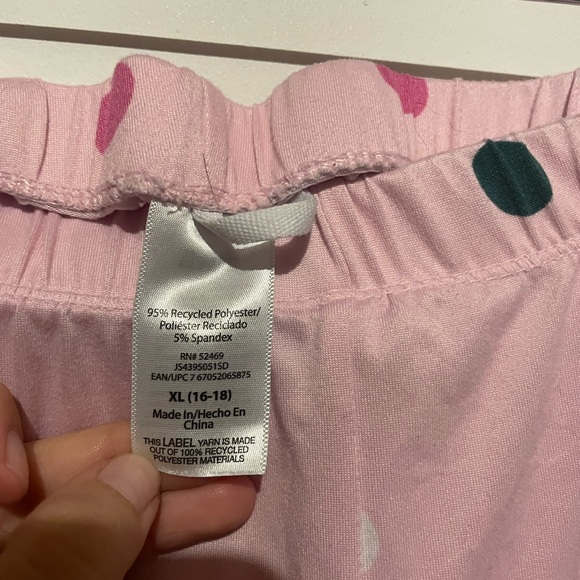 95% Recycled Polyester/
Poliéster Reciclado
5% Spandex
RN# 52469
JS43950515D
EAN/UPC 7 67052065875
XL (16-18)
Made In/Hecho En
China
THIS LABEL YARN IS MADE
OUT OF 100% RECYCLED
POLYESTER MATERIALS